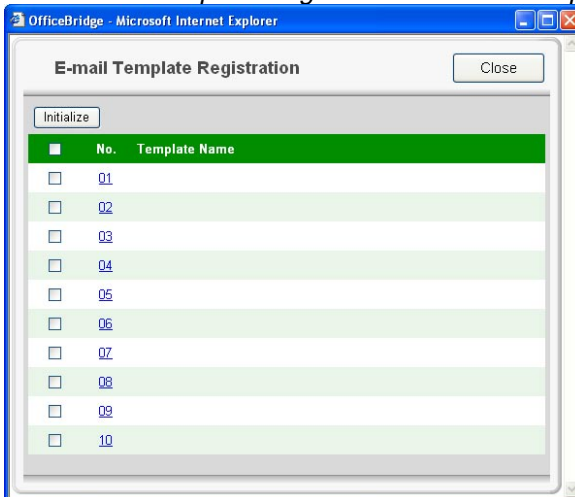 OfficeBridge - Microsoft Internet Explorer
E-mail Template Registration Close
Initialize
No. Template Name
01
02
03
04
05
06
07
08
09
10